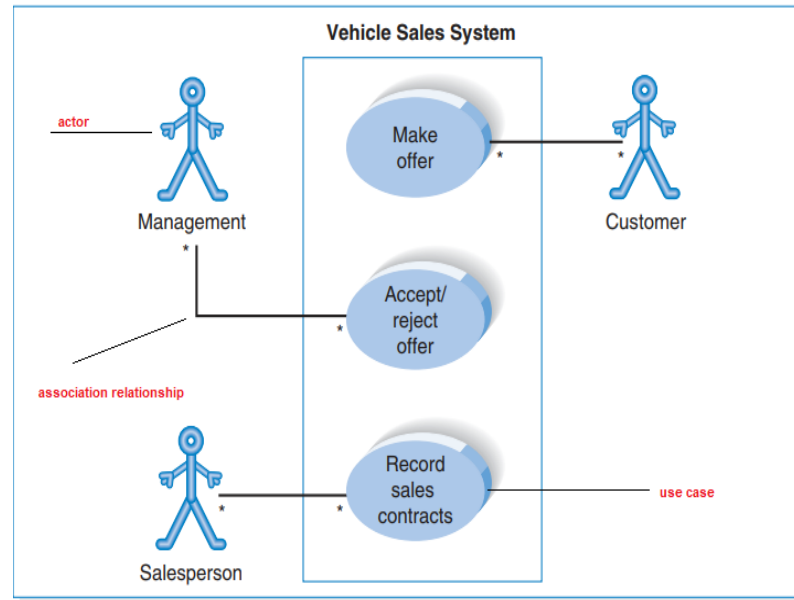 Vehicle Sales System
actor
Make
offer
*
*
Management
Customer
*
Accept/
reject
offer
*
association relationship
Record
sales
contracts
use case
*
*
Salesperson